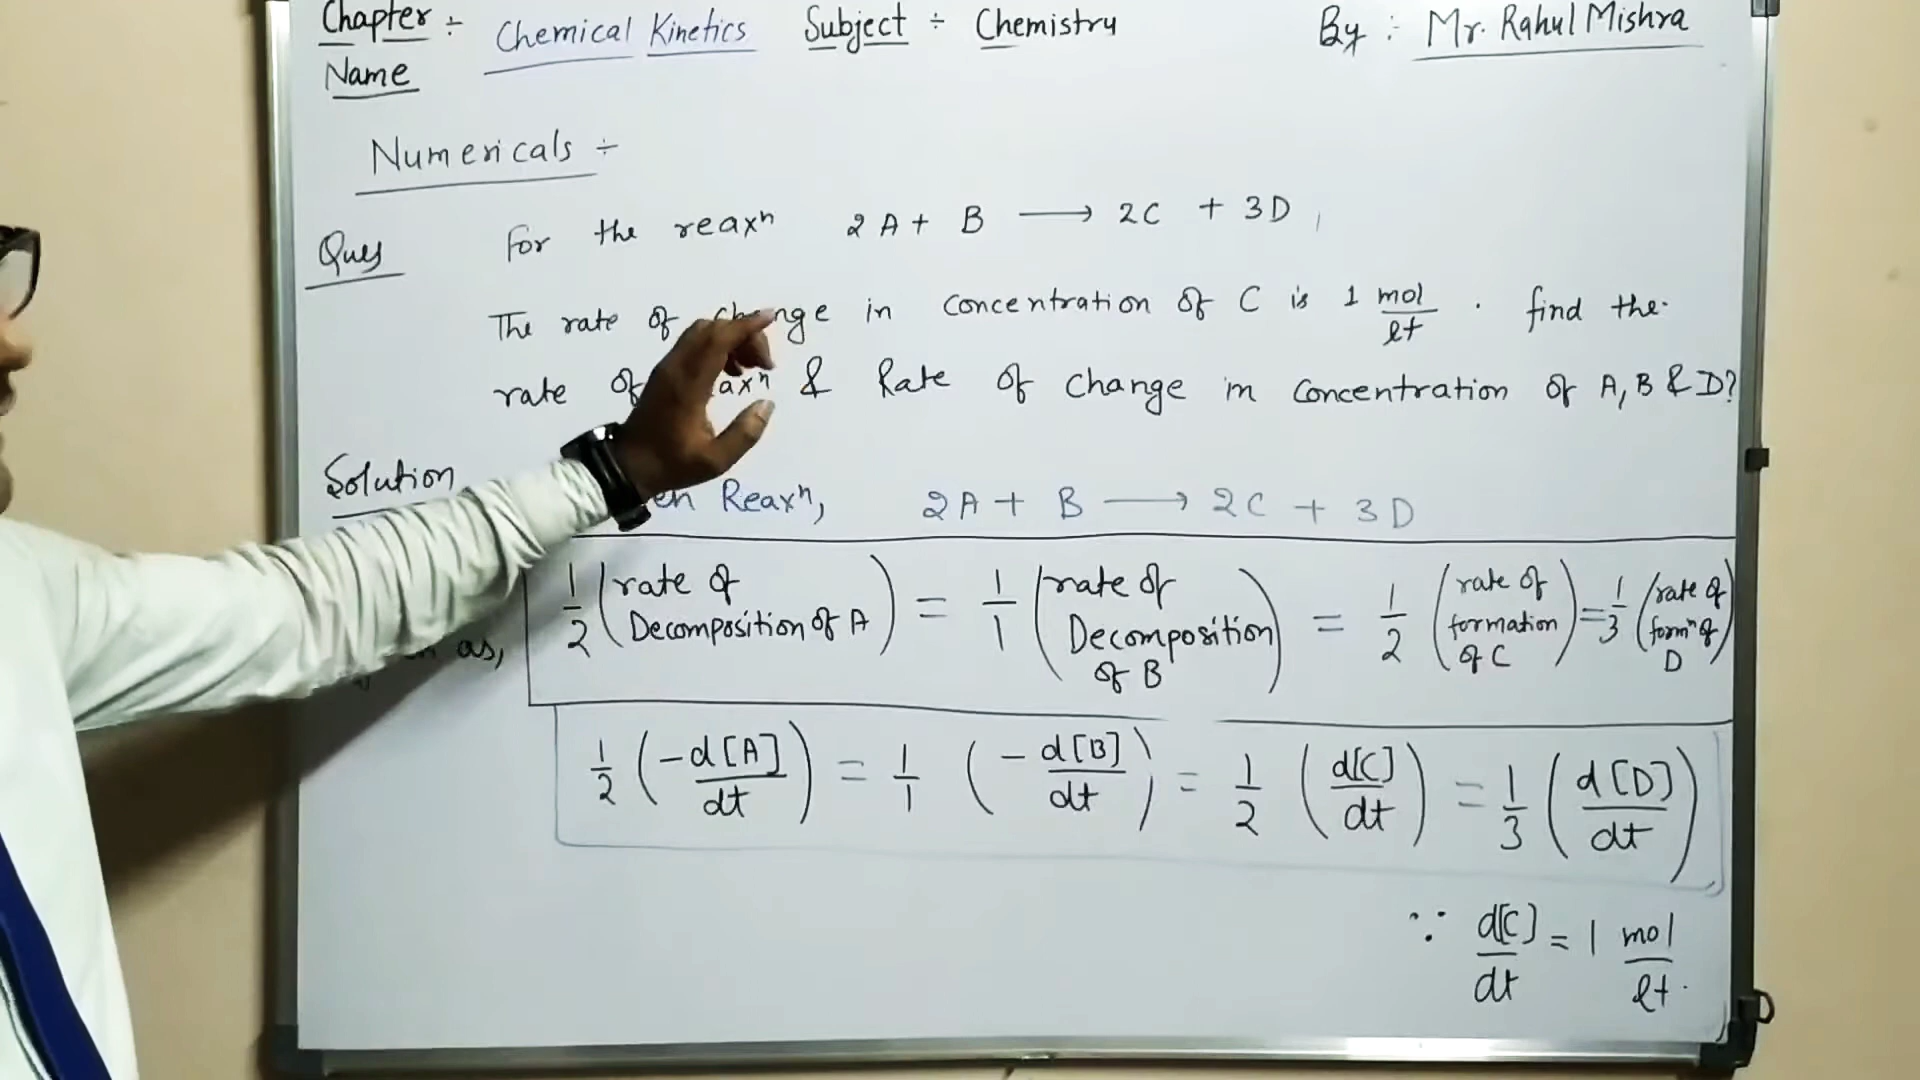 Chapter ÷ Chemical Kinetics Subject ÷ Chemistry By : Mr. Rahul Mishra
Name
Numericals ÷
Ques For the reaxⁿ 2A + B ⟶ 2C + 3D,
The rate of change in Concentration of C is 1 mol/lt . find the
rate of & Rate of Change in Concentration of A, B & D?
Solution
Reaxⁿ, 2A + B ⟶ 2C + 3D
1/2 (rate of Decomposition of A) = 1/1 (rate of Decomposition of B) = 1/2 (rate of formation of C) = 1/3 (rate of formⁿ of D)
as,
1/2 (-d[A]/dt) = 1/1 (-d[B]/dt) = 1/2 (d[C]/dt) = 1/3 (d[D]/dt)
∵ d[C]/dt = 1 mol/lt.